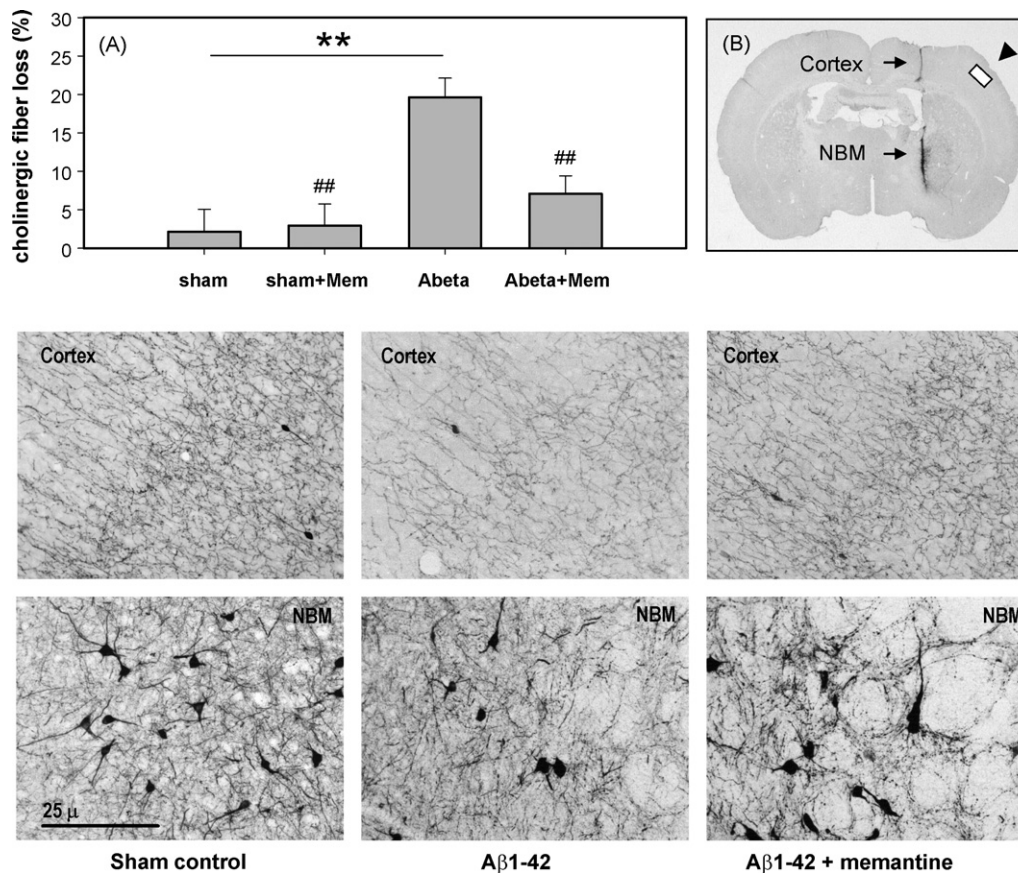 cholinergic fiber loss (%)
30
25
20
15
10
5
0
(A)
**
##
##
sham
sham+Mem
Abeta
Abeta+Mem
(B)
Cortex
NBM
Cortex
Cortex
Cortex
NBM
NBM
NBM
25 μ
Sham control
Aβ1-42
Aβ1-42 + memantine